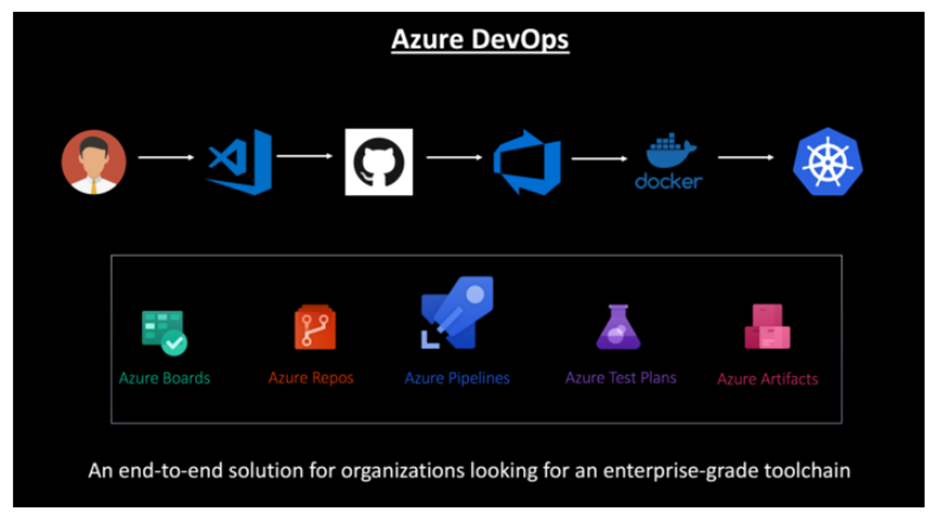 Azure DevOps
docker
Azure Boards
Azure Repos
Azure Pipelines
Azure Test Plans
Azure Artifacts
An end-to-end solution for organizations looking for an enterprise-grade toolchain